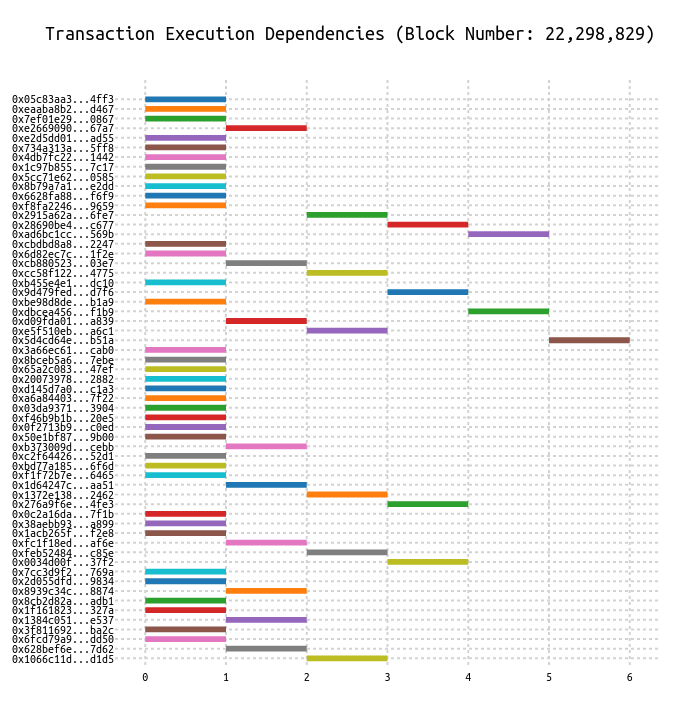 Transaction Execution Dependencies (Block Number: 22,298,829)
0x05c83aa3...4ff3
0xeaaba8b2...d467
0x7ef01e29...0867
0xe2669090...67a7
0xe2d5dd01...ad55
0x734a313a...5ff8
0x4db7fc22...1442
0x1c97b855...7c17
0x5cc71e62...0585
0x8b79a7a1...e2dd
0x6628fa88...f6f9
0xf8fa2246...9659
0x2915a62a...6fe7
0x28690be4...c677
0xad6bc1cc...569b
0xcbdbd8a8...2247
0x6d82ec7c...1f2e
0xcb880523...03e7
0xcc58f122...4775
0xb455e4e1...dc10
0x9d479fed...d7f6
0xbe98d8de...b1a9
0xdbcea456...f1b9
0xd09fda01...a839
0xe5f510eb...a6c1
0x5d4cd64e...b51a
0x3a66ec61...cab0
0x8bceb5a6...7ebe
0x65a2c083...47ef
0x20073978...2882
0xd145d7a0...c1a3
0xa6a84403...7f22
0x03da9371...3904
0xf46b9b1b...20e5
0x0f2713b9...c0ed
0x50e1bf87...9b00
0xb373009d...cebb
0xc2f64426...52d1
0xbd77a185...6f6d
0xf1f72b7e...6465
0x1d64247c...aa51
0x1372e138...2462
0x276a9f6e...4fe3
0x0c2a16da...7f1b
0x38aebb93...a899
0x1acb265f...f2e8
0xfc1f18ed...af6e
0xfeb52484...c85e
0x0034d00f...37f2
0x7cc3d9f2...769a
0x2d055dfd...9834
0x8939c34c...8874
0x8cb2d82a...adb1
0x1f161823...327a
0x1384c051...e537
0x3f811692...ba2c
0x6fcd79a9...dd50
0x628bef6e...7d62
0x1066c11d...d1d5
0 1 2 3 4 5 6